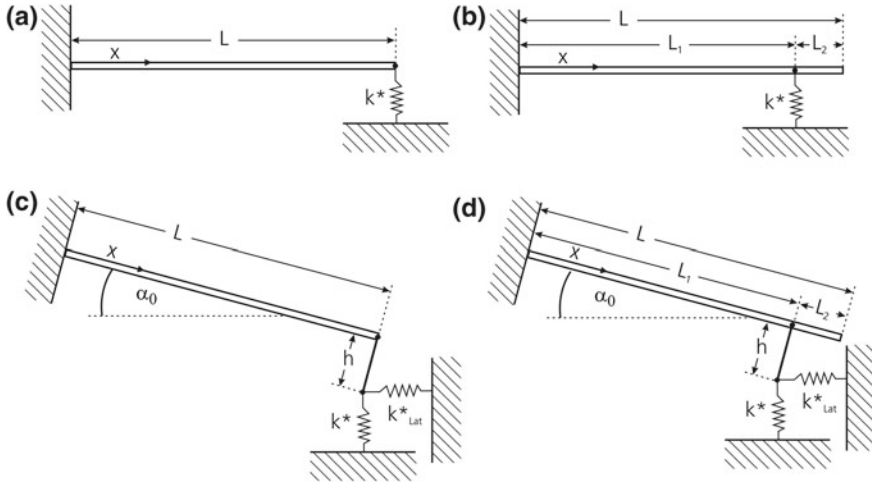 (a)
L
x
k*
(b)
L
L₁
L₂
x
k*
(c)
L
x
α₀
h
k*
k*Lat
(d)
L
x
L₁
L₂
α₀
h
k*
k*Lat